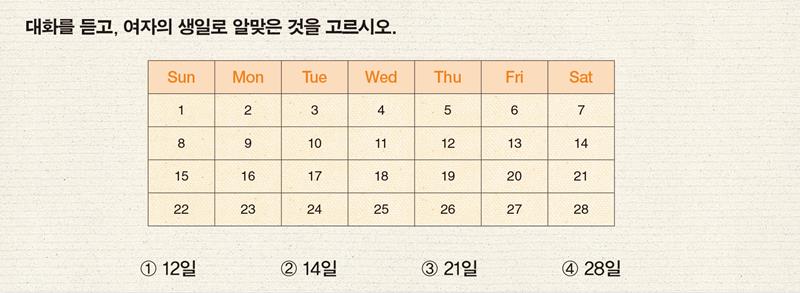 대화를 듣고, 여자의 생일로 알맞은 것을 고르시오.
Sun Mon Tue Wed Thu Fri Sat
1 2 3 4 5 6 7
8 9 10 11 12 13 14
15 16 17 18 19 20 21
22 23 24 25 26 27 28
① 12일 ② 14일 ③ 21일 ④ 28일